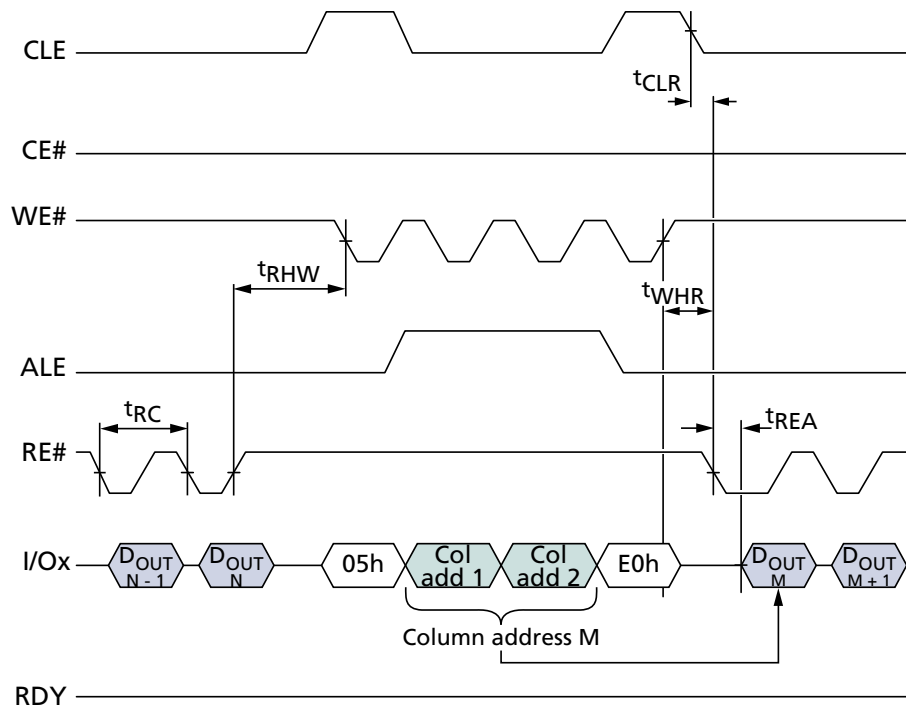 CLE
tCLR
CE#
WE#
tRHW
tWHR
ALE
tRC
tREA
RE#
I/Ox
DOUT
N - 1
DOUT
N
05h
Col
add 1
Col
add 2
E0h
DOUT
M
DOUT
M + 1
Column address M
RDY